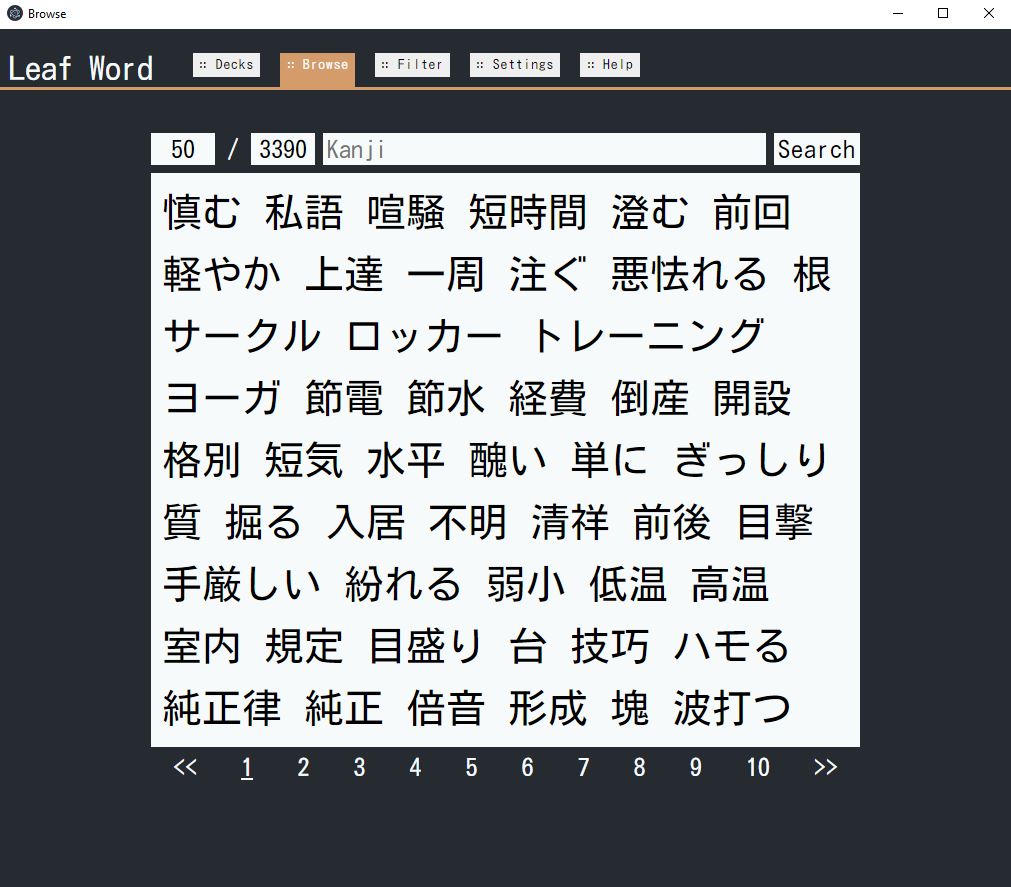 Browse
Leaf Word
:: Decks :: Browse :: Filter :: Settings :: Help
50 / 3390 Kanji Search
慎む 私語 喧騒 短時間 澄む 前回
軽やか 上達 一周 注ぐ 悪怯れる 根
サークル ロッカー トレーニング
ヨーガ 節電 節水 経費 倒産 開設
格別 短気 水平 醜い 単に ぎっしり
質 掘る 入居 不明 清祥 前後 目撃
手厳しい 紛れる 弱小 低温 高温
室内 規定 目盛り 台 技巧 ハモる
純正律 純正 倍音 形成 塊 波打つ
<< 1 2 3 4 5 6 7 8 9 10 >>